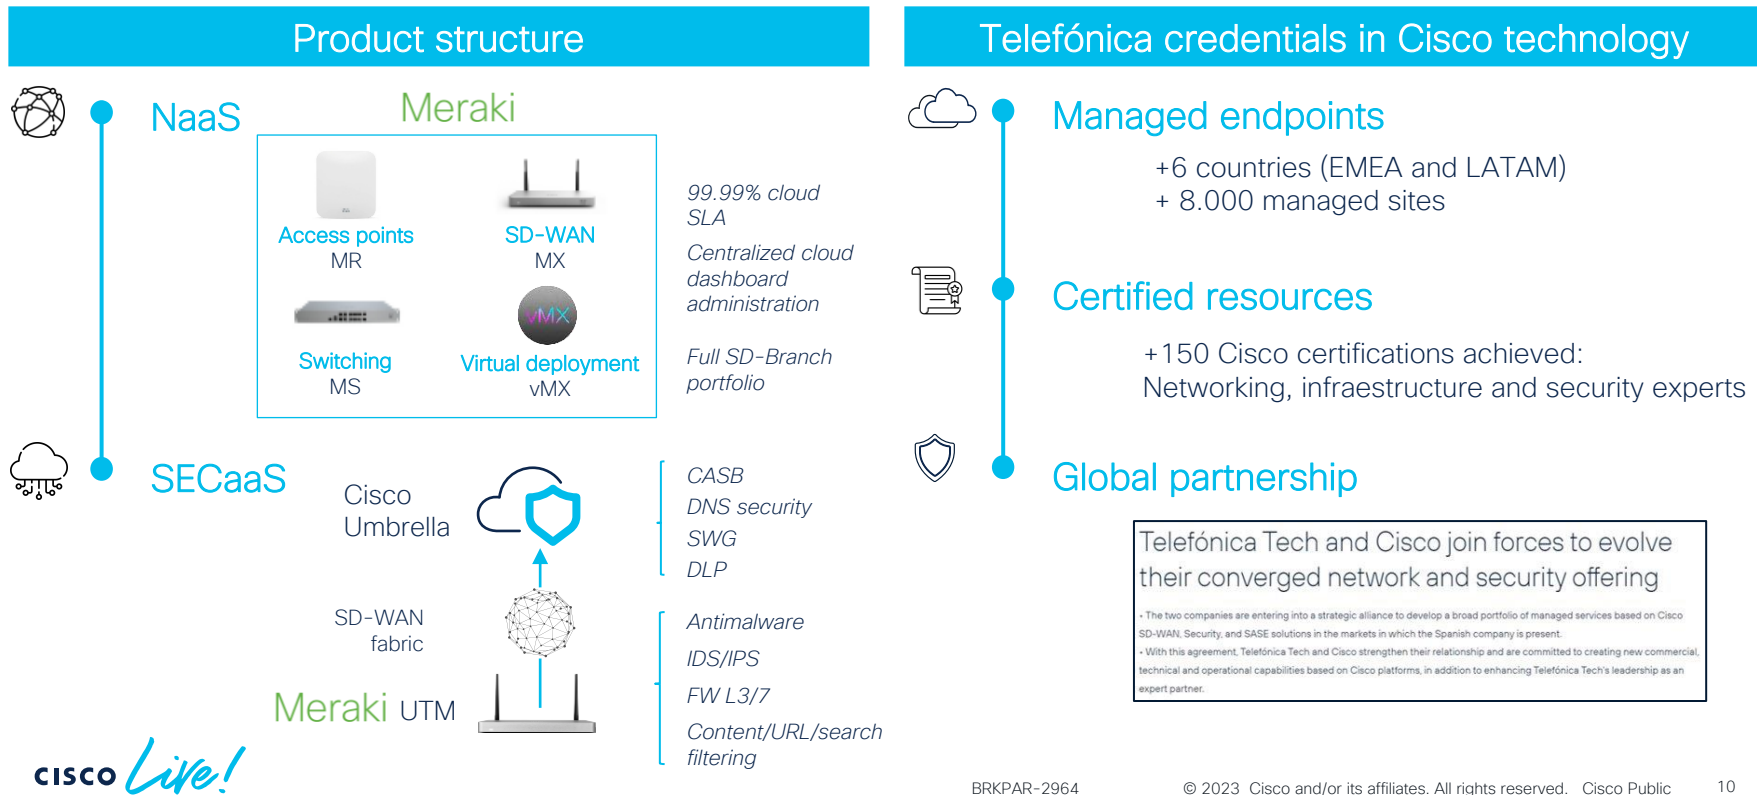 Product structure
NaaS
Meraki
Access points
MR
SD-WAN
MX
Switching
MS
vMX
Virtual deployment
vMX
99.99% cloud
SLA
Centralized cloud
dashboard
administration
Full SD-Branch
portfolio
SECaaS
Cisco
Umbrella
CASB
DNS security
SWG
DLP
SD-WAN
fabric
Meraki UTM
Antimalware
IDS/IPS
FW L3/7
Content/URL/search
filtering
Telefónica credentials in Cisco technology
Managed endpoints
+6 countries (EMEA and LATAM)
+ 8.000 managed sites
Certified resources
+150 Cisco certifications achieved:
Networking, infraestructure and security experts
Global partnership
Telefónica Tech and Cisco join forces to evolve
their converged network and security offering
• The two companies are entering into a strategic alliance to develop a broad portfolio of managed services based on Cisco
SD-WAN, Security, and SASE solutions in the markets in which the Spanish company is present.
• With this agreement, Telefónica Tech and Cisco strengthen their relationship and are committed to creating new commercial,
technical and operational capabilities based on Cisco platforms, in addition to enhancing Telefónica Tech's leadership as an
expert partner.
CISCO Live!
BRKPAR-2964
© 2023 Cisco and/or its affiliates. All rights reserved. Cisco Public
10